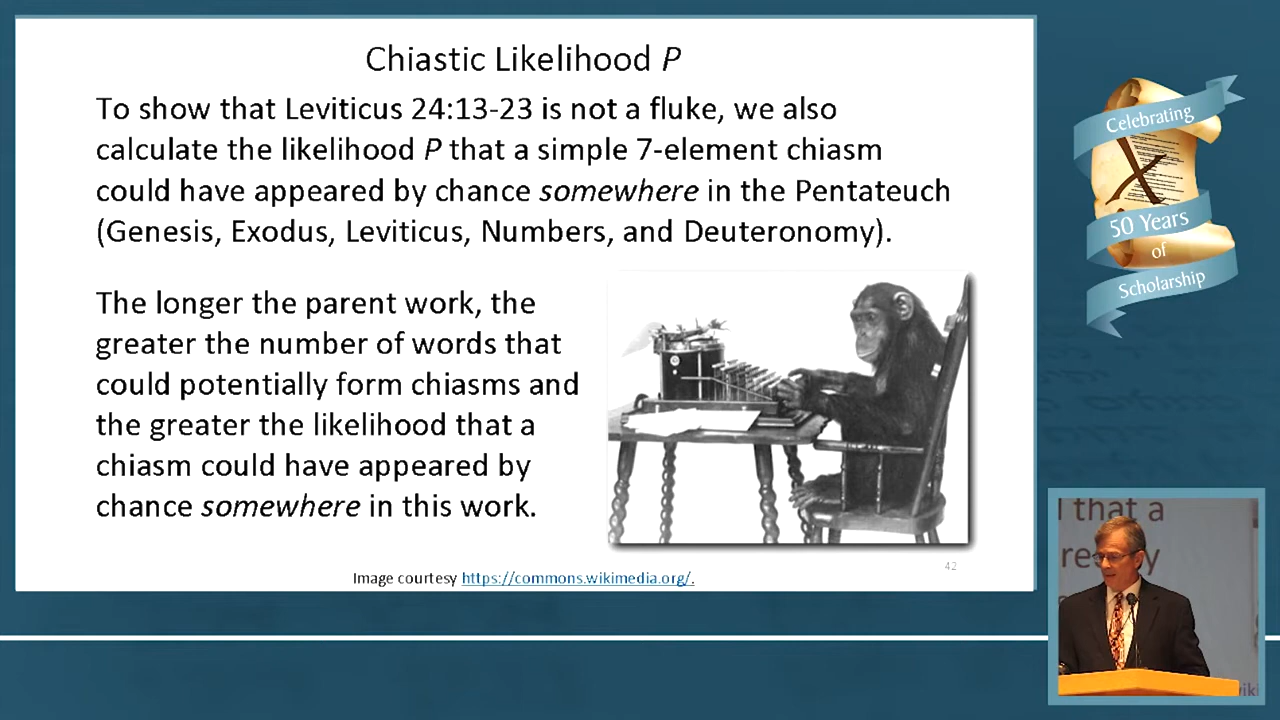 Chiastic Likelihood P
To show that Leviticus 24:13-23 is not a fluke, we also
calculate the likelihood P that a simple 7-element chiasm
could have appeared by chance somewhere in the Pentateuch
(Genesis, Exodus, Leviticus, Numbers, and Deuteronomy).
The longer the parent work, the
greater the number of words that
could potentially form chiasms and
the greater the likelihood that a
chiasm could have appeared by
chance somewhere in this work.
42
Image courtesy https://commons.wikimedia.org/.
Celebrating
X
50 Years
of
Scholarship
that a